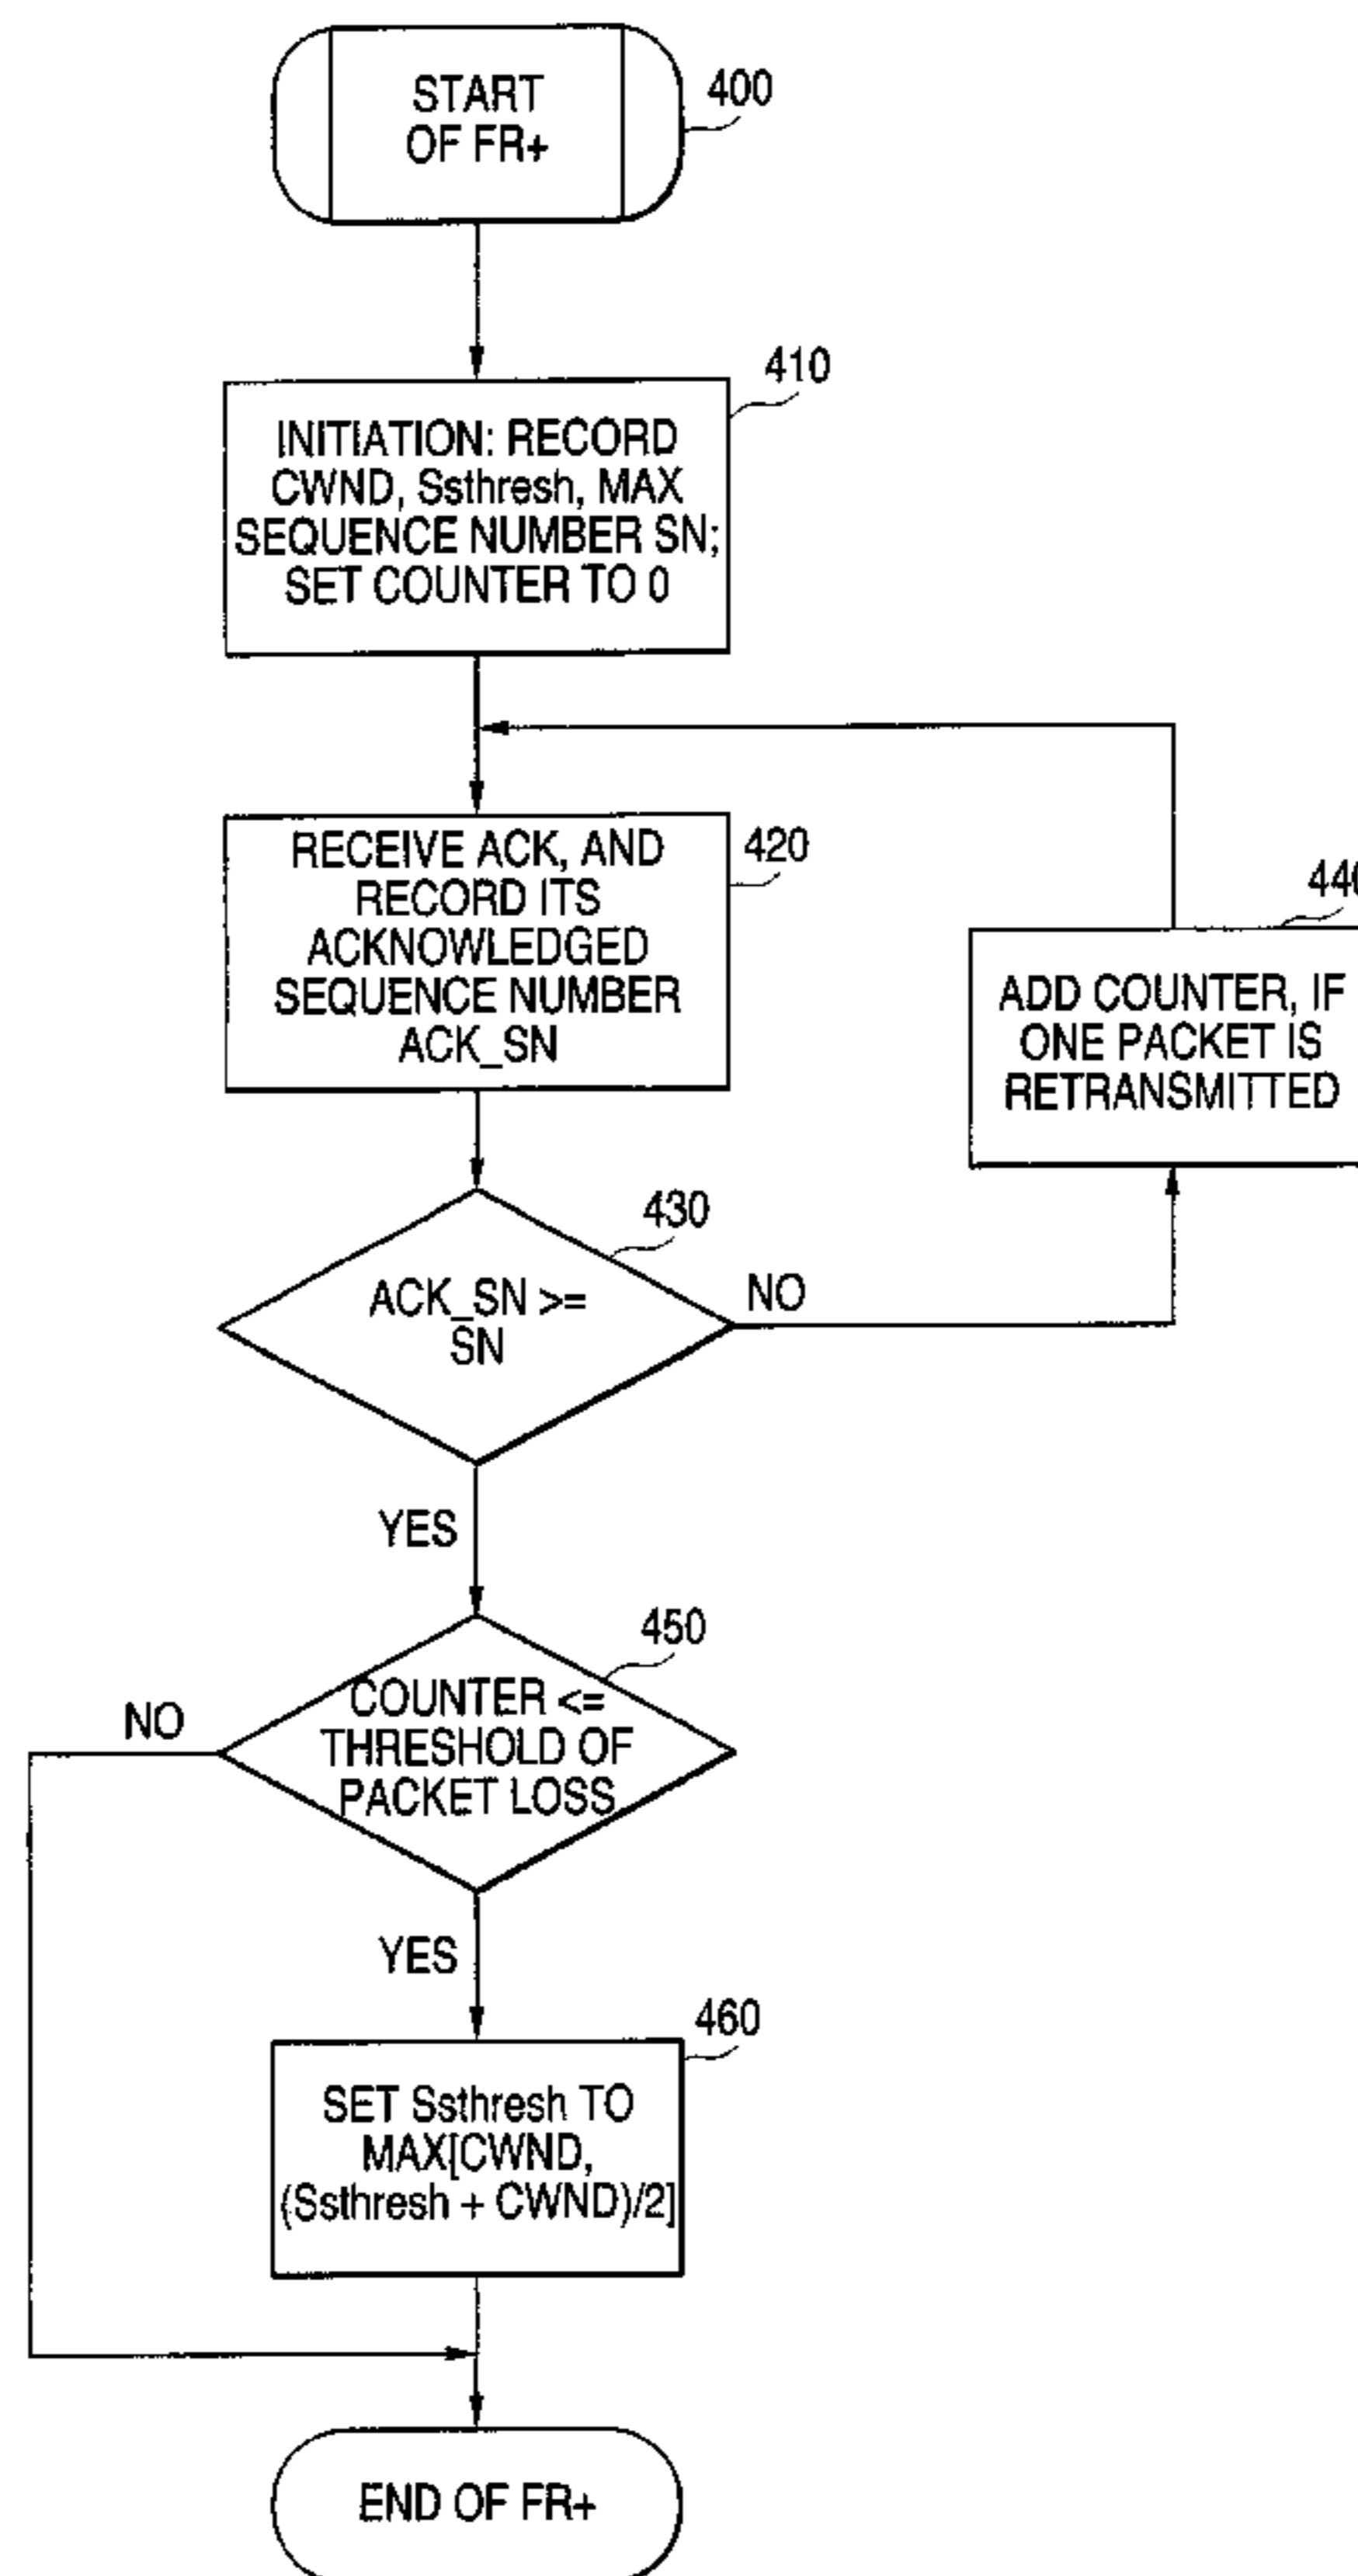 START
OF FR+
400
INITIATION: RECORD
CWND, Ssthresh, MAX
SEQUENCE NUMBER SN;
SET COUNTER TO 0
410
RECEIVE ACK, AND
RECORD ITS
ACKNOWLEDGED
SEQUENCE NUMBER
ACK_SN
420
440
ADD COUNTER, IF
ONE PACKET IS
RETRANSMITTED
430
ACK_SN >=
SN
NO
YES
450
COUNTER <=
THRESHOLD OF
PACKET LOSS
NO
YES
460
SET Ssthresh TO
MAX[CWND,
(Ssthresh + CWND)/2]
END OF FR+